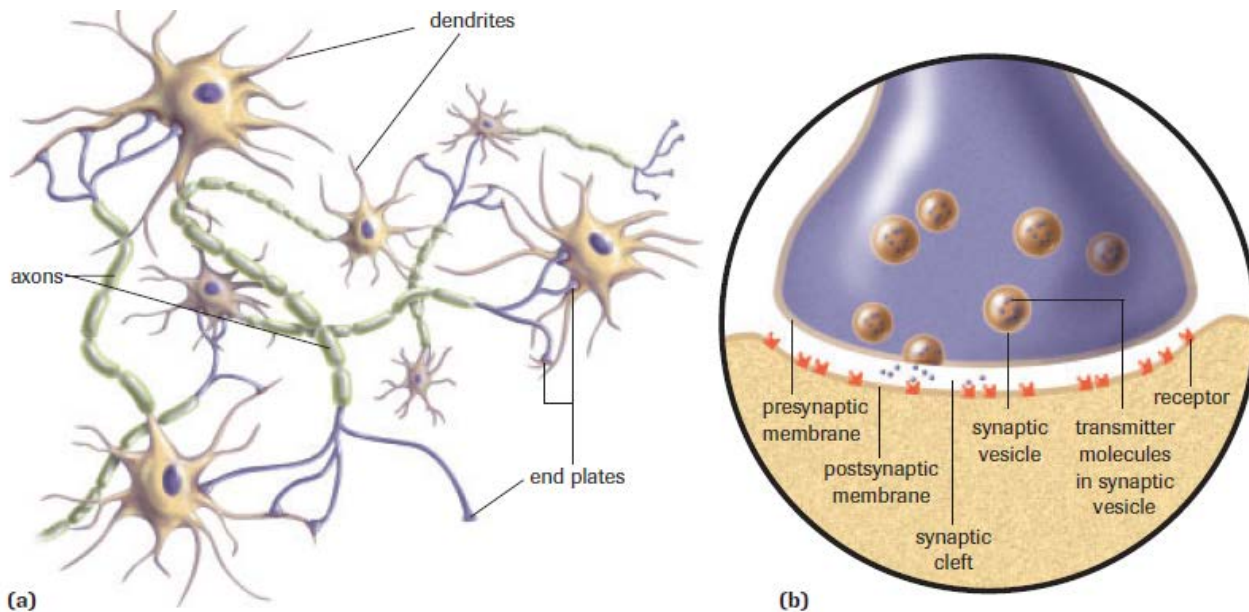 dendrites
axons
end plates
(a)
presynaptic
membrane
postsynaptic
membrane
synaptic
cleft
synaptic
vesicle
transmitter
molecules
in synaptic
vesicle
receptor
(b)